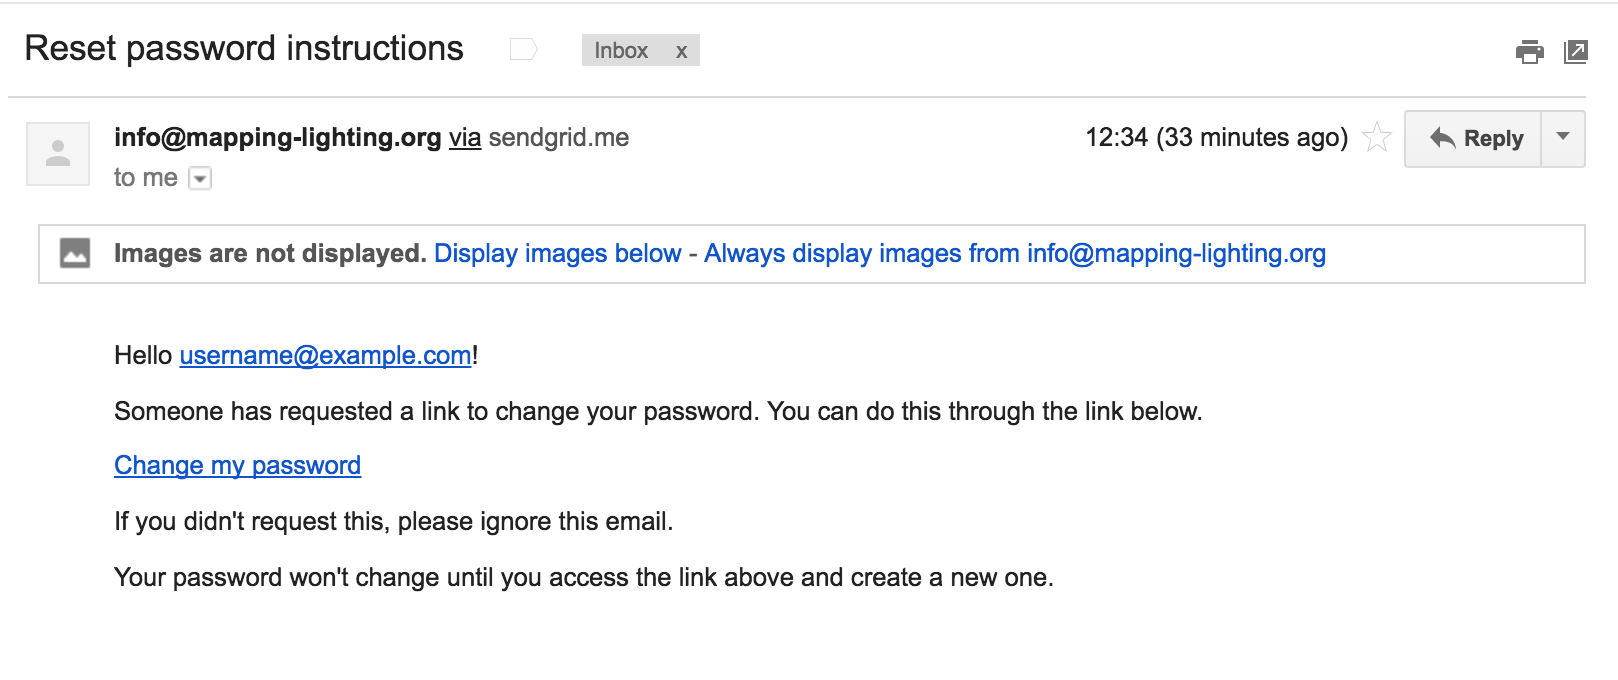 Reset password instructions Inbox x
info@mapping-lighting.org via sendgrid.me 12:34 (33 minutes ago) Reply
to me
Images are not displayed. Display images below - Always display images from info@mapping-lighting.org
Hello username@example.com!
Someone has requested a link to change your password. You can do this through the link below.
Change my password
If you didn't request this, please ignore this email.
Your password won't change until you access the link above and create a new one.